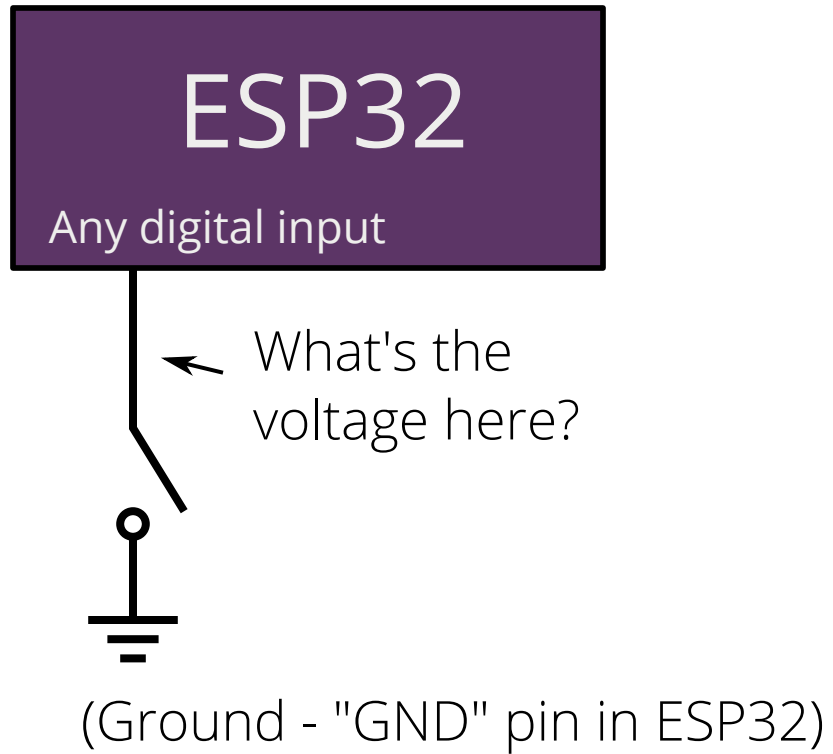 ESP32
Any digital input
What's the
voltage here?
(Ground - "GND" pin in ESP32)